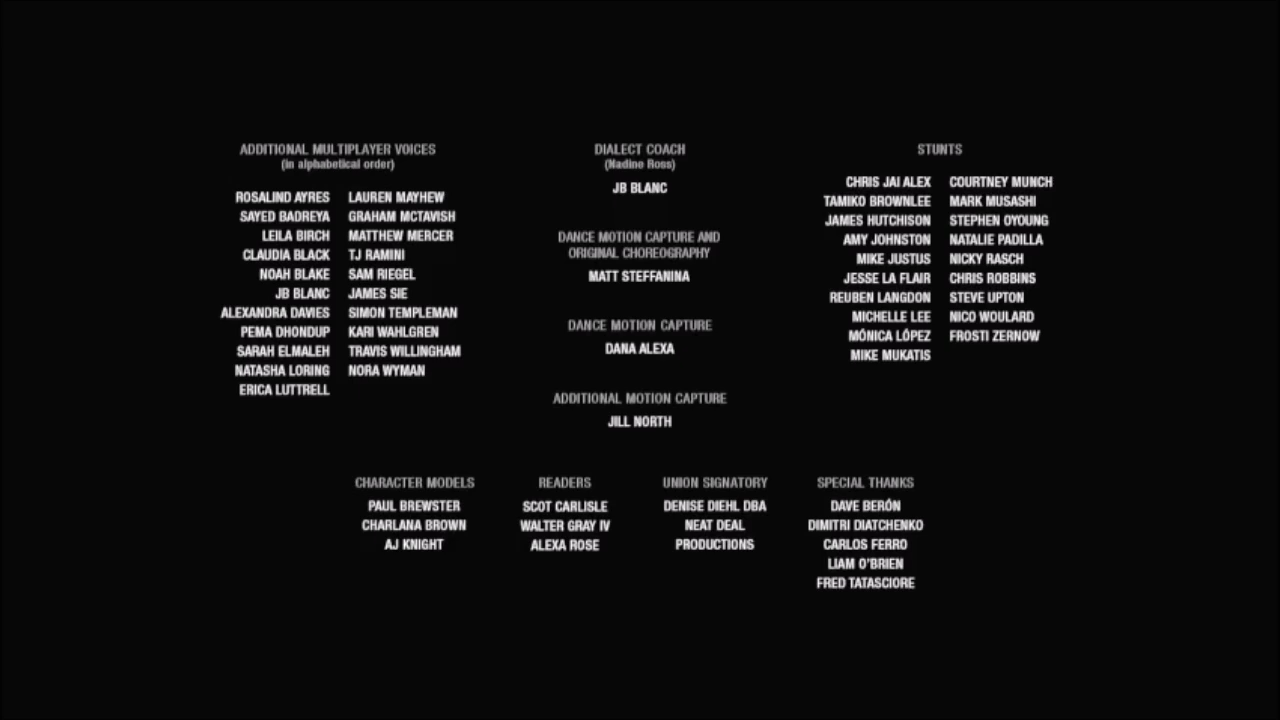 ADDITIONAL MULTIPLAYER VOICES
(in alphabetical order)
ROSALIND AYRES LAUREN MAYHEW
SAYED BADREYA GRAHAM MCTAVISH
LEILA BIRCH MATTHEW MERCER
CLAUDIA BLACK TJ RAMINI
NOAH BLAKE SAM RIEGEL
JB BLANC JAMES SIE
ALEXANDRA DAVIES SIMON TEMPLEMAN
PEMA DHONDUP KARI WAHLGREN
SARAH ELMALEH TRAVIS WILLINGHAM
NATASHA LORING NORA WYMAN
ERICA LUTTRELL
DIALECT COACH
(Nadine Ross)
JB BLANC
DANCE MOTION CAPTURE AND
ORIGINAL CHOREOGRAPHY
MATT STEFFANINA
DANCE MOTION CAPTURE
DANA ALEXA
ADDITIONAL MOTION CAPTURE
JILL NORTH
STUNTS
CHRIS JAI ALEX COURTNEY MUNCH
TAMIKO BROWNLEE MARK MUSASHI
JAMES HUTCHISON STEPHEN OYOUNG
AMY JOHNSTON NATALIE PADILLA
MIKE JUSTUS NICKY RASCH
JESSE LA FLAIR CHRIS ROBBINS
REUBEN LANGDON STEVE UPTON
MICHELLE LEE NICO WOULARD
MÓNICA LÓPEZ FROSTI ZERNOW
MIKE MUKATIS
CHARACTER MODELS
PAUL BREWSTER
CHARLANA BROWN
AJ KNIGHT
READERS
SCOT CARLISLE
WALTER GRAY IV
ALEXA ROSE
UNION SIGNATORY
DENISE DIEHL DBA
NEAT DEAL
PRODUCTIONS
SPECIAL THANKS
DAVE BERÓN
DIMITRI DIATCHENKO
CARLOS FERRO
LIAM O'BRIEN
FRED TATASCIORE